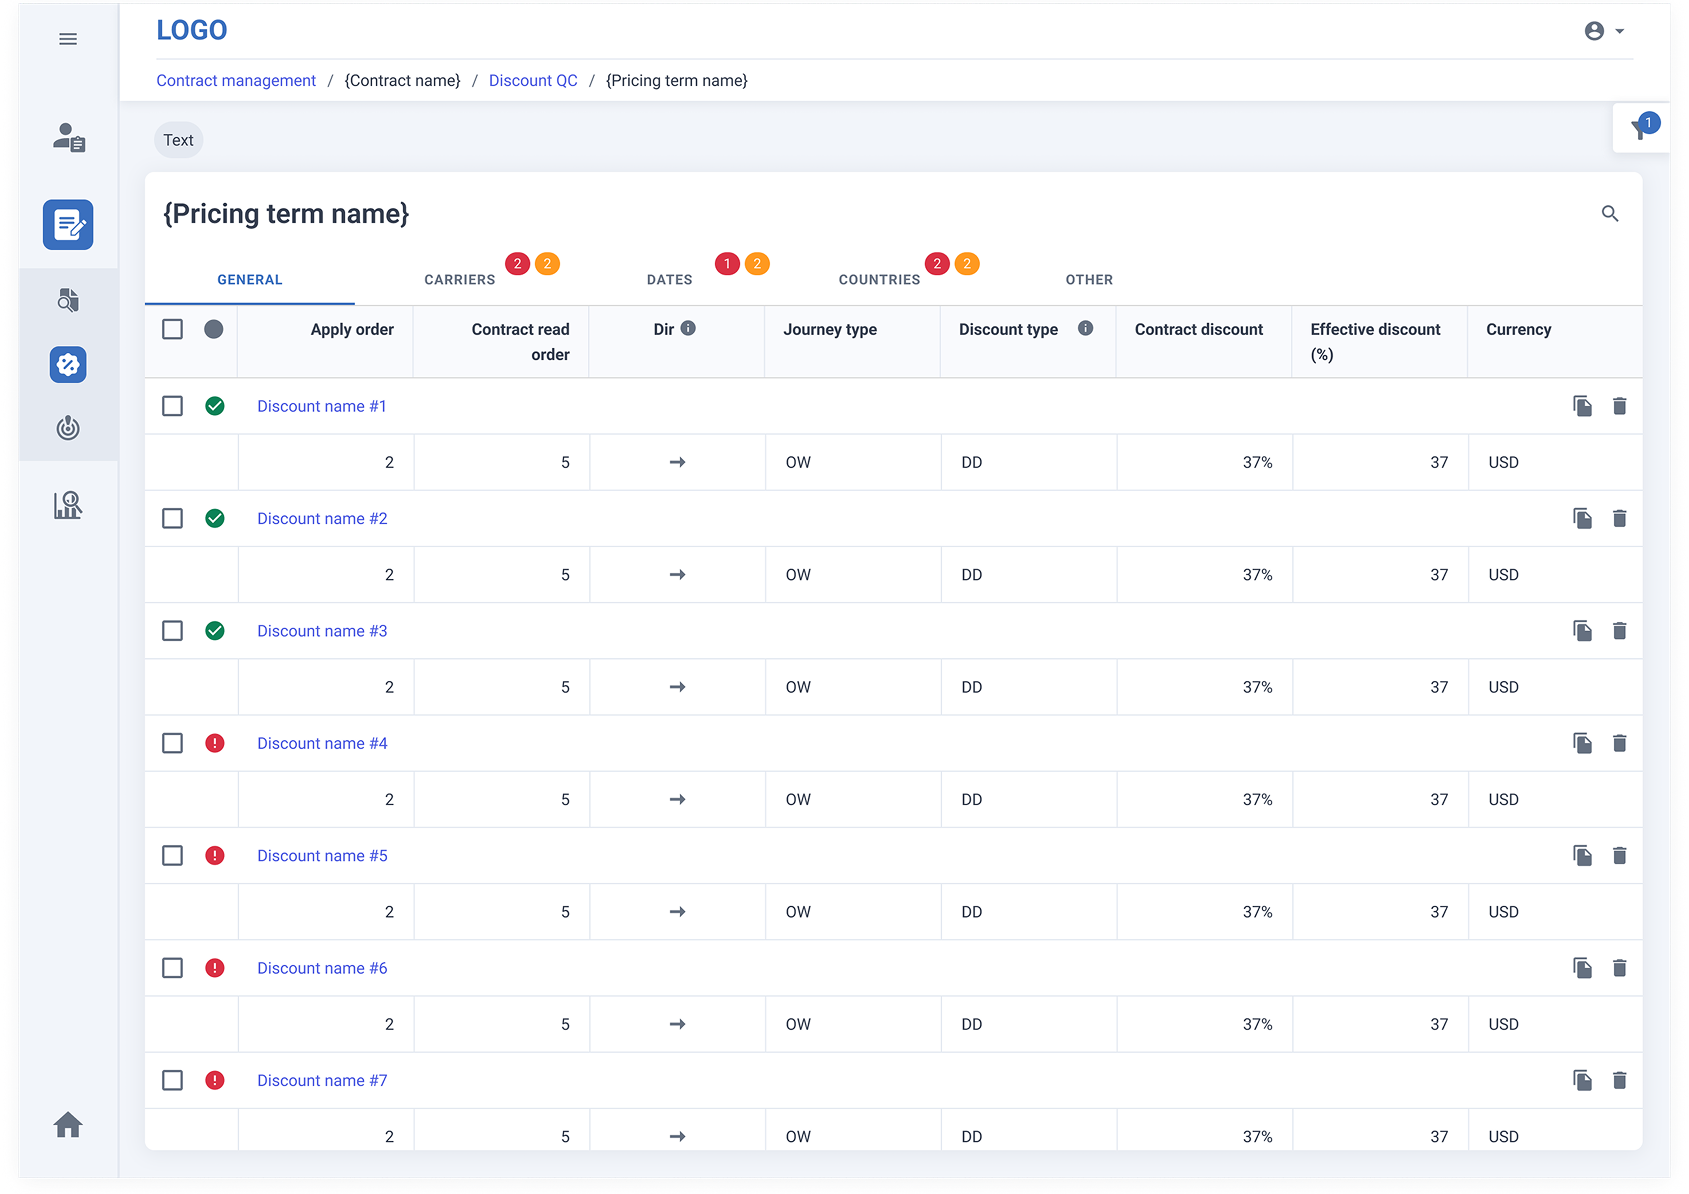 LOGO
Contract management / {Contract name} / Discount QC / {Pricing term name}
1
Text
{Pricing term name}
GENERAL CARRIERS 2 2 DATES 1 2 COUNTRIES 2 2 OTHER
Apply order Contract read order Dir Journey type Discount type Contract discount Effective discount (%) Currency
Discount name #1
2 5 → OW DD 37% 37 USD
Discount name #2
2 5 → OW DD 37% 37 USD
Discount name #3
2 5 → OW DD 37% 37 USD
Discount name #4
2 5 → OW DD 37% 37 USD
Discount name #5
2 5 → OW DD 37% 37 USD
Discount name #6
2 5 → OW DD 37% 37 USD
Discount name #7
2 5 → OW DD 37% 37 USD